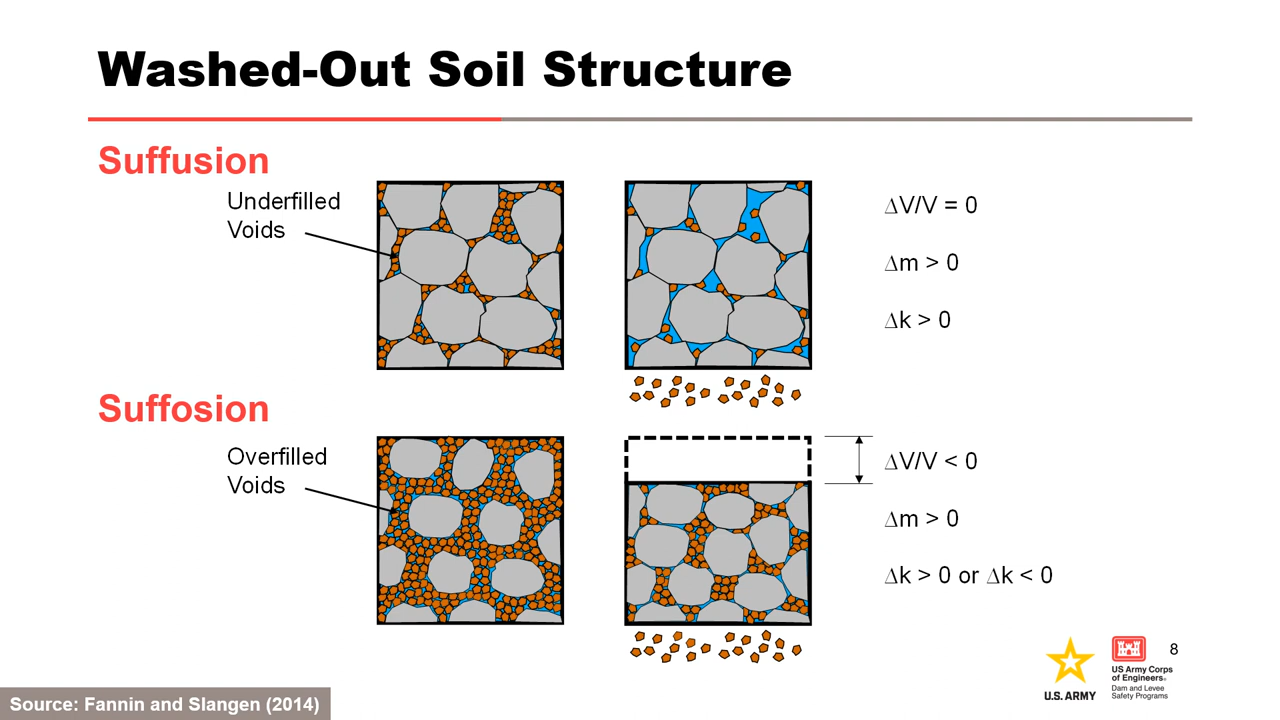 Washed-Out Soil Structure
Suffusion
Underfilled
Voids
∆V/V = 0
∆m > 0
∆k > 0
Suffosion
Overfilled
Voids
∆V/V < 0
∆m > 0
∆k > 0 or ∆k < 0
U.S. ARMY
US Army Corps
of Engineers®
Dam and Levee
Safety Programs
8
Source: Fannin and Slangen (2014)